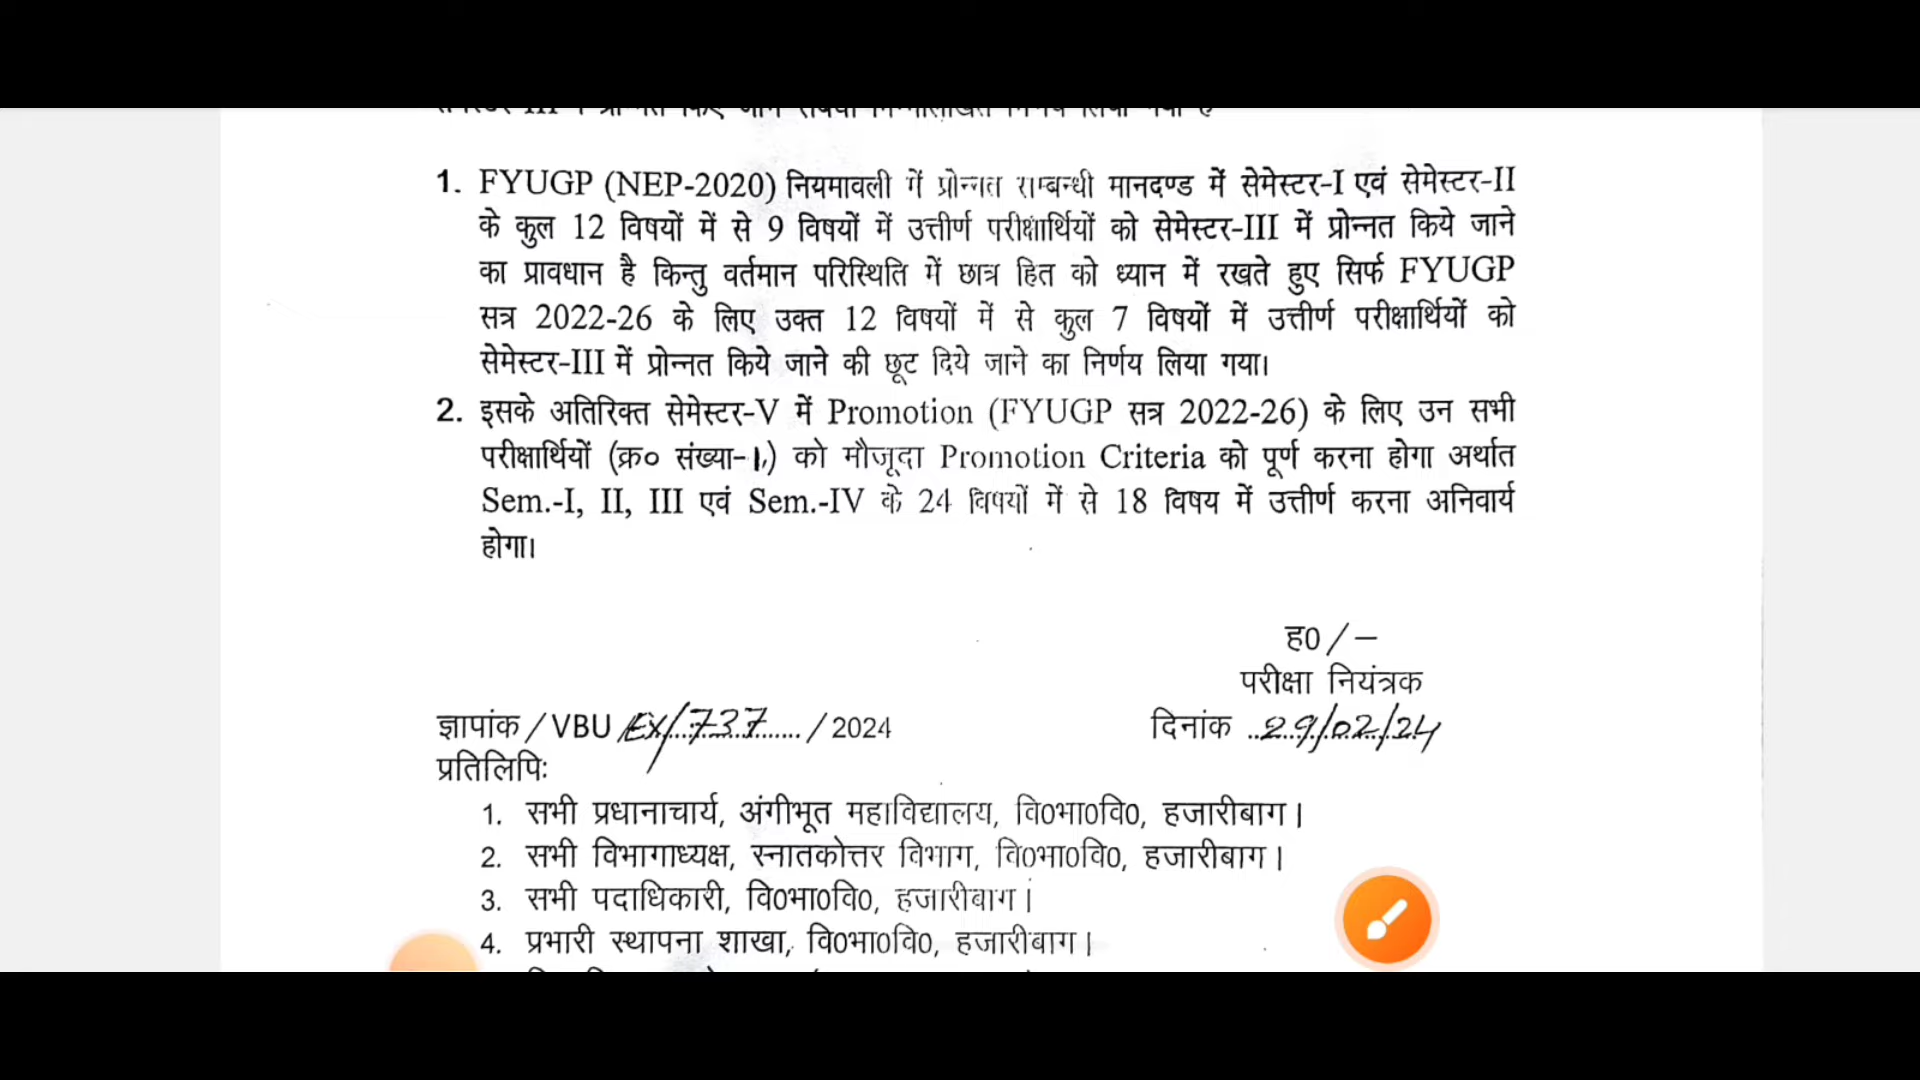 सेमेस्टर-III में प्रोन्नत किए जाने संबंधी निम्नलिखित निर्णय लिया गया है
1. FYUGP (NEP-2020) नियमावली में प्रोन्नत सम्बन्धी मानदण्ड में सेमेस्टर-I एवं सेमेस्टर-II
के कुल 12 विषयों में से 9 विषयों में उत्तीर्ण परीक्षार्थियों को सेमेस्टर-III में प्रोन्नत किये जाने
का प्रावधान है किन्तु वर्तमान परिस्थिति में छात्र हित को ध्यान में रखते हुए सिर्फ FYUGP
सत्र 2022-26 के लिए उक्त 12 विषयों में से कुल 7 विषयों में उत्तीर्ण परीक्षार्थियों को
सेमेस्टर-III में प्रोन्नत किये जाने की छूट दिये जाने का निर्णय लिया गया।
2. इसके अतिरिक्त सेमेस्टर-V में Promotion (FYUGP सत्र 2022-26) के लिए उन सभी
परीक्षार्थियों (क्र० संख्या-1.) को मौजूदा Promotion Criteria को पूर्ण करना होगा अर्थात
Sem.-I, II, III एवं Sem.-IV के 24 विषयों में से 18 विषय में उत्तीर्ण करना अनिवार्य
होगा।
ह0/—
परीक्षा नियंत्रक
ज्ञापांक / VBU Ex/737 / 2024 दिनांक 29/02/24
प्रतिलिपिः
1. सभी प्रधानाचार्य, अंगीभूत महाविद्यालय, वि0भा0वि0, हजारीबाग।
2. सभी विभागाध्यक्ष, स्नातकोत्तर विभाग, वि0भा0वि0, हजारीबाग।
3. सभी पदाधिकारी, वि0भा0वि0, हजारीबाग।
4. प्रभारी स्थापना शाखा, वि0भा0वि0, हजारीबाग।